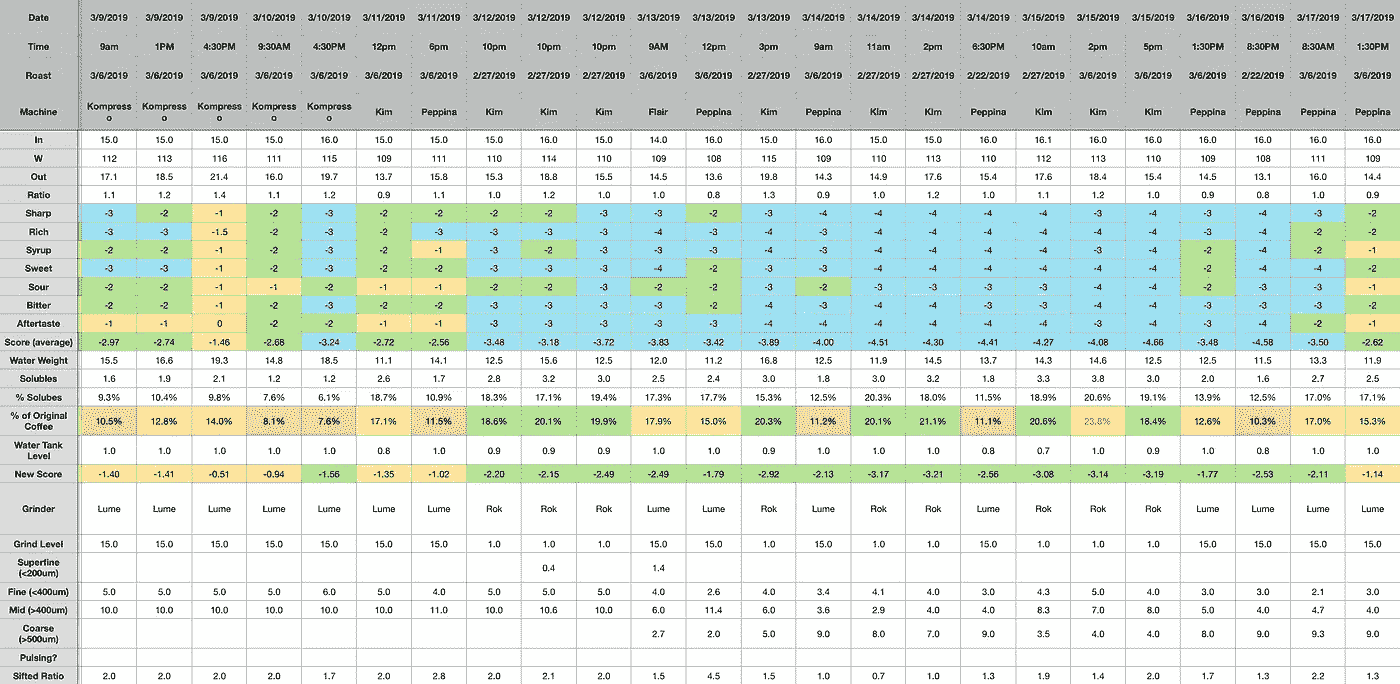 Date 3/9/2019 3/9/2019 3/9/2019 3/10/2019 3/10/2019 3/11/2019 3/11/2019 3/12/2019 3/12/2019 3/12/2019 3/13/2019 3/13/2019 3/13/2019 3/14/2019 3/14/2019 3/14/2019 3/14/2019 3/15/2019 3/15/2019 3/15/2019 3/16/2019 3/16/2019 3/17/2019 3/17/2019
Time 9am 1PM 4:30PM 9:30AM 4:30PM 12pm 6pm 10pm 10pm 10pm 9AM 12pm 3pm 9am 11am 2pm 6:30PM 10am 2pm 5pm 1:30PM 8:30PM 8:30AM 1:30PM
Roast 3/6/2019 3/6/2019 3/6/2019 3/6/2019 3/6/2019 3/6/2019 3/6/2019 2/27/2019 2/27/2019 2/27/2019 3/6/2019 3/6/2019 2/27/2019 3/6/2019 2/27/2019 2/27/2019 2/22/2019 2/27/2019 3/6/2019 3/6/2019 3/6/2019 2/22/2019 3/6/2019 3/6/2019
Machine Kompresso Kompresso Kompresso Kompresso Kompresso Kim Peppina Kim Kim Kim Flair Peppina Kim Peppina Kim Kim Peppina Kim Kim Kim Peppina Peppina Peppina Peppina
In 15.0 15.0 15.0 15.0 16.0 15.0 15.0 15.0 16.0 15.0 14.0 16.0 15.0 16.0 15.0 15.0 16.0 16.1 16.0 16.0 16.0 16.0 16.0 16.0
W 112 113 116 111 115 109 111 110 114 110 109 108 115 109 110 113 110 112 113 110 109 108 111 109
Out 17.1 18.5 21.4 16.0 19.7 13.7 15.8 15.3 18.8 15.5 14.5 13.6 19.8 14.3 14.9 17.6 15.4 17.6 18.4 15.4 14.5 13.1 16.0 14.4
Ratio 1.1 1.2 1.4 1.1 1.2 0.9 1.1 1.0 1.2 1.0 1.0 0.8 1.3 0.9 1.0 1.2 1.0 1.1 1.2 1.0 0.9 0.8 1.0 0.9
Sharp -3 -2 -1 -2 -3 -2 -2 -2 -2 -3 -3 -2 -3 -4 -4 -4 -4 -4 -3 -4 -3 -4 -3 -2
Rich -3 -3 -1.5 -2 -3 -2 -3 -3 -3 -3 -3 -3 -3 -4 -4 -4 -4 -4 -4 -4 -3 -4 -2 -2
Syrup -2 -2 -1 -2 -3 -2 -1 -3 -2 -3 -3 -3 -3 -2 -4 -4 -4 -4 -3 -4 -2 -4 -2 -1
Sweet -3 -3 -1 -2 -3 -2 -2 -3 -3 -3 -4 -2 -3 -3 -4 -4 -4 -4 -4 -4 -2 -4 -4 -2
Sour -2 -2 -1 -1 -3 -1 -1 -2 -2 -3 -2 -2 -3 -2 -4 -3 -3 -3 -3 -4 -2 -3 -3 -1
Bitter -2 -2 -1 -2 -3 -2 -2 -3 -3 -3 -3 -2 -4 -3 -4 -3 -3 -3 -4 -4 -3 -4 -3 -2
Aftertaste -1 -1 0 -2 -2 -1 -1 -3 -3 -3 -3 -3 -4 -4 -4 -4 -4 -3 -4 -4 -3 -4 -2 -1
Score (average) -2.97 -2.74 -1.46 -2.68 -3.24 -2.72 -2.56 -3.48 -3.18 -3.72 -3.83 -3.42 -3.89 -4.00 -4.51 -4.30 -4.41 -4.27 -4.08 -4.66 -3.48 -4.58 -3.50 -2.62
Water Weight 15.5 16.6 19.3 14.8 18.5 11.1 14.1 12.5 15.6 12.5 12.0 11.2 16.8 12.5 11.9 14.5 13.7 14.3 14.6 12.5 12.5 11.5 13.3 11.9
Solubles 1.6 1.9 2.1 1.2 1.2 2.6 1.7 2.8 3.2 3.0 2.5 2.4 3.0 1.8 3.0 3.2 1.8 3.3 3.8 3.0 2.0 1.6 2.7 2.5
% Solubes 9.3% 10.4% 9.8% 7.6% 6.1% 18.7% 10.9% 18.3% 17.1% 19.4% 17.3% 17.7% 15.3% 12.5% 20.3% 18.0% 11.5% 18.9% 20.6% 19.1% 13.9% 12.5% 17.0% 17.1%
% of Original
Coffee 10.5% 12.8% 14.0% 8.1% 7.6% 17.1% 11.5% 18.6% 20.1% 19.9% 17.9% 15.0% 20.3% 11.2% 20.1% 21.1% 11.1% 20.6% 23.8% 18.4% 12.6% 10.3% 17.0% 15.3%
Water Tank
Level 1.0 1.0 1.0 1.0 1.0 0.8 1.0 0.9 0.9 0.9 1.0 1.0 0.9 1.0 0.9 1.0 0.8 0.7 1.0 0.9 1.0 0.8 1.0 1.0
New Score -1.40 -1.41 -0.51 -0.94 -1.56 -1.35 -1.02 -2.20 -2.15 -2.49 -2.49 -1.79 -2.92 -2.13 -3.17 -3.21 -2.56 -3.08 -3.14 -3.19 -1.77 -2.53 -2.11 -1.14
Grinder Lume Lume Lume Lume Lume Lume Lume Rok Rok Rok Lume Lume Rok Lume Rok Rok Lume Rok Rok Rok Lume Lume Lume Lume
Grind Level 15.0 15.0 15.0 15.0 15.0 15.0 15.0 1.0 1.0 1.0 15.0 15.0 1.0 15.0 1.0 1.0 15.0 1.0 1.0 1.0 15.0 15.0 15.0 15.0
Superfine
(<200um) 0.4 1.4
Fine (<400um) 5.0 5.0 5.0 5.0 6.0 5.0 4.0 5.0 5.0 5.0 4.0 2.6 4.0 3.4 4.1 4.0 3.0 4.3 5.0 4.0 3.0 3.0 2.1 3.0
Mid (>400um) 10.0 10.0 10.0 10.0 10.0 10.0 11.0 10.0 10.6 10.0 6.0 11.4 6.0 3.6 2.9 4.0 4.0 8.3 7.0 8.0 5.0 4.0 4.7 4.0
Coarse
(>500um) 2.7 2.0 5.0 9.0 8.0 7.0 9.0 3.5 4.0 4.0 8.0 9.0 9.3 9.0
Pulsing?
Sifted Ratio 2.0 2.0 2.0 2.0 1.7 2.0 2.8 2.0 2.1 2.0 1.5 4.5 1.5 1.0 0.7 1.0 1.3 1.9 1.4 2.0 1.7 1.3 2.2 1.3